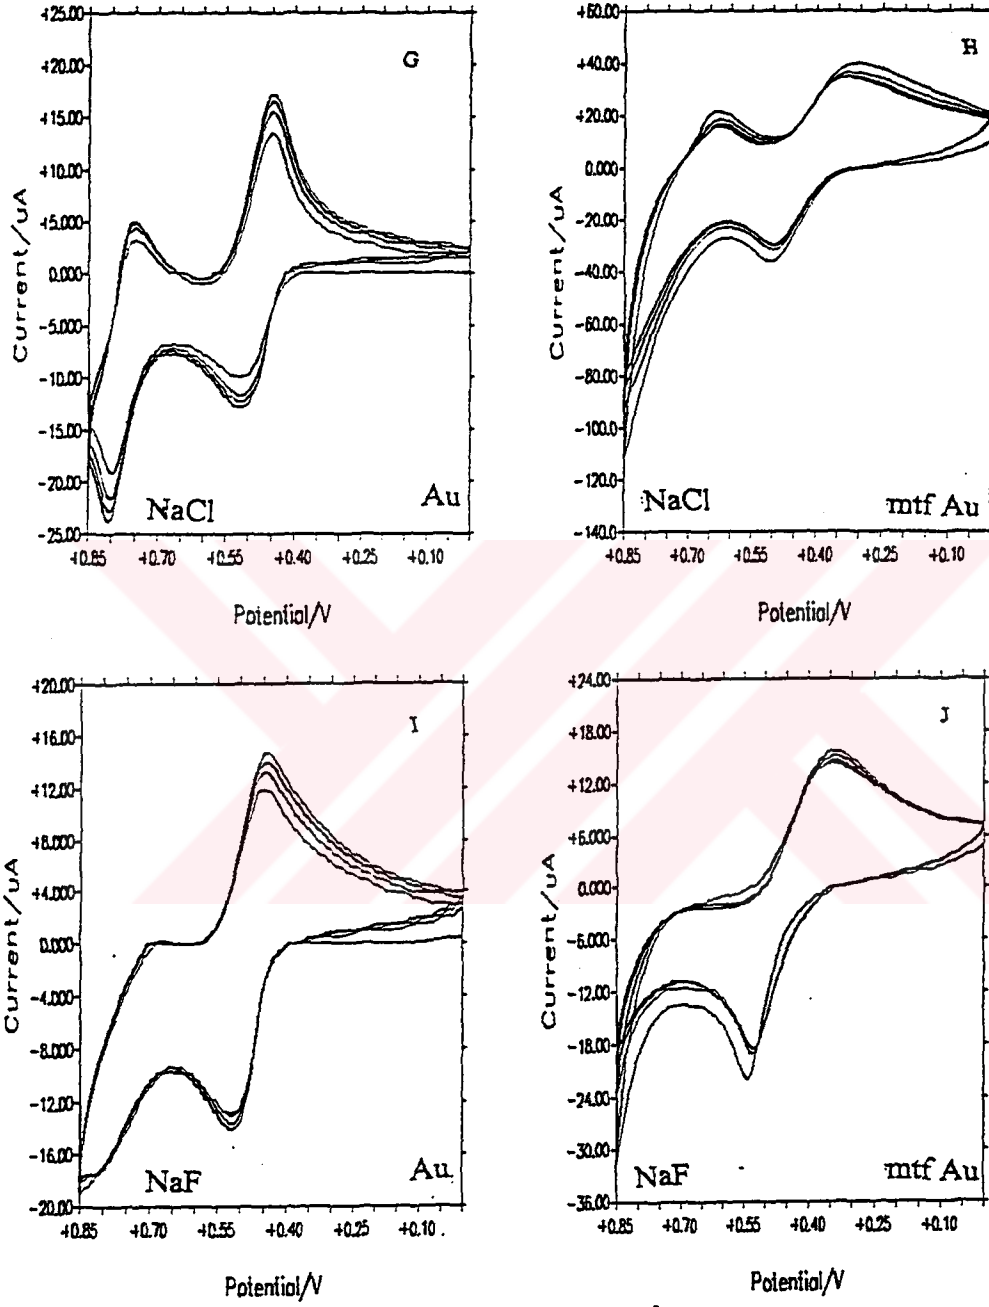 +25.00
+20.00
+15.00
+10.00
+5.000
0.000
-5.000
-10.00
-15.00
-20.00
-25.00
Current/uA
G
NaCl
Au
+0.85 +0.70 +0.55 +0.40 +0.25 +0.10
Potential/V
+60.00
+40.00
+20.00
0.000
-20.00
-40.00
-60.00
-80.00
-100.0
-120.0
-140.0
Current/uA
H
NaCl
mtf Au
+0.85 +0.70 +0.55 +0.40 +0.25 +0.10
Potential/V
+20.00
+16.00
+12.00
+8.000
+4.000
0.000
-4.000
-8.000
-12.00
-16.00
-20.00
Current/uA
I
NaF
Au
+0.85 +0.70 +0.55 +0.40 +0.25 +0.10
Potential/V
+24.00
+18.00
+12.00
+6.000
0.000
-6.000
-12.00
-18.00
-24.00
-30.00
-36.00
Current/uA
J
NaF
mtf Au
+0.85 +0.70 +0.55 +0.40 +0.25 +0.10
Potential/V